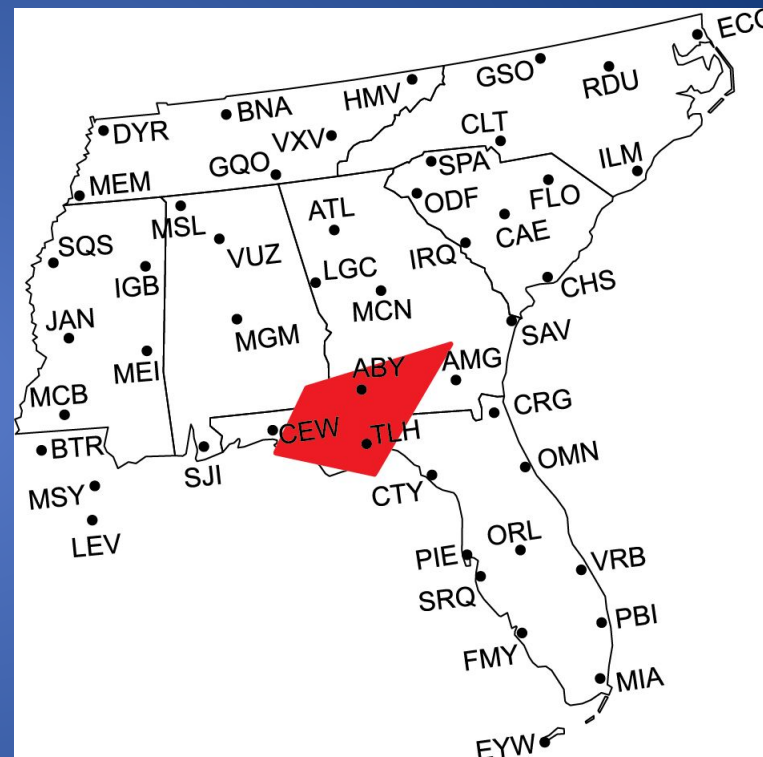 ECG
GSO
RDU
HMV
BNA
DYR
VXV
CLT
GQO
SPA
ILM
MEM
ODF
FLO
ATL
MSL
CAE
SQS
VUZ
IRQ
IGB
LGC
CHS
MCN
JAN
MGM
SAV
MEI
ABY
AMG
MCB
CRG
CEW
TLH
BTR
OMN
SJI
CTY
MSY
ORL
LEV
PIE
VRB
SRQ
PBI
FMY
MIA
EYW